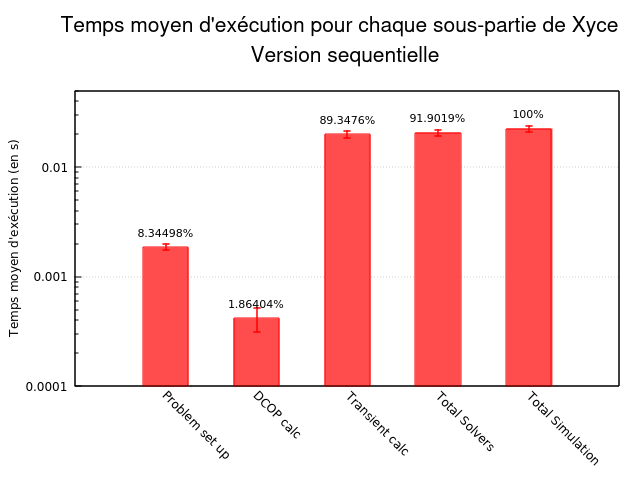 Temps moyen d'exécution pour chaque sous-partie de Xyce
Version sequentielle
Temps moyen d'exécution (en s)
0.01
0.001
0.0001
8.34498%
1.86404%
89.3476%
91.9019%
100%
Problem set up
DCOP calc
Transient calc
Total Solvers
Total Simulation